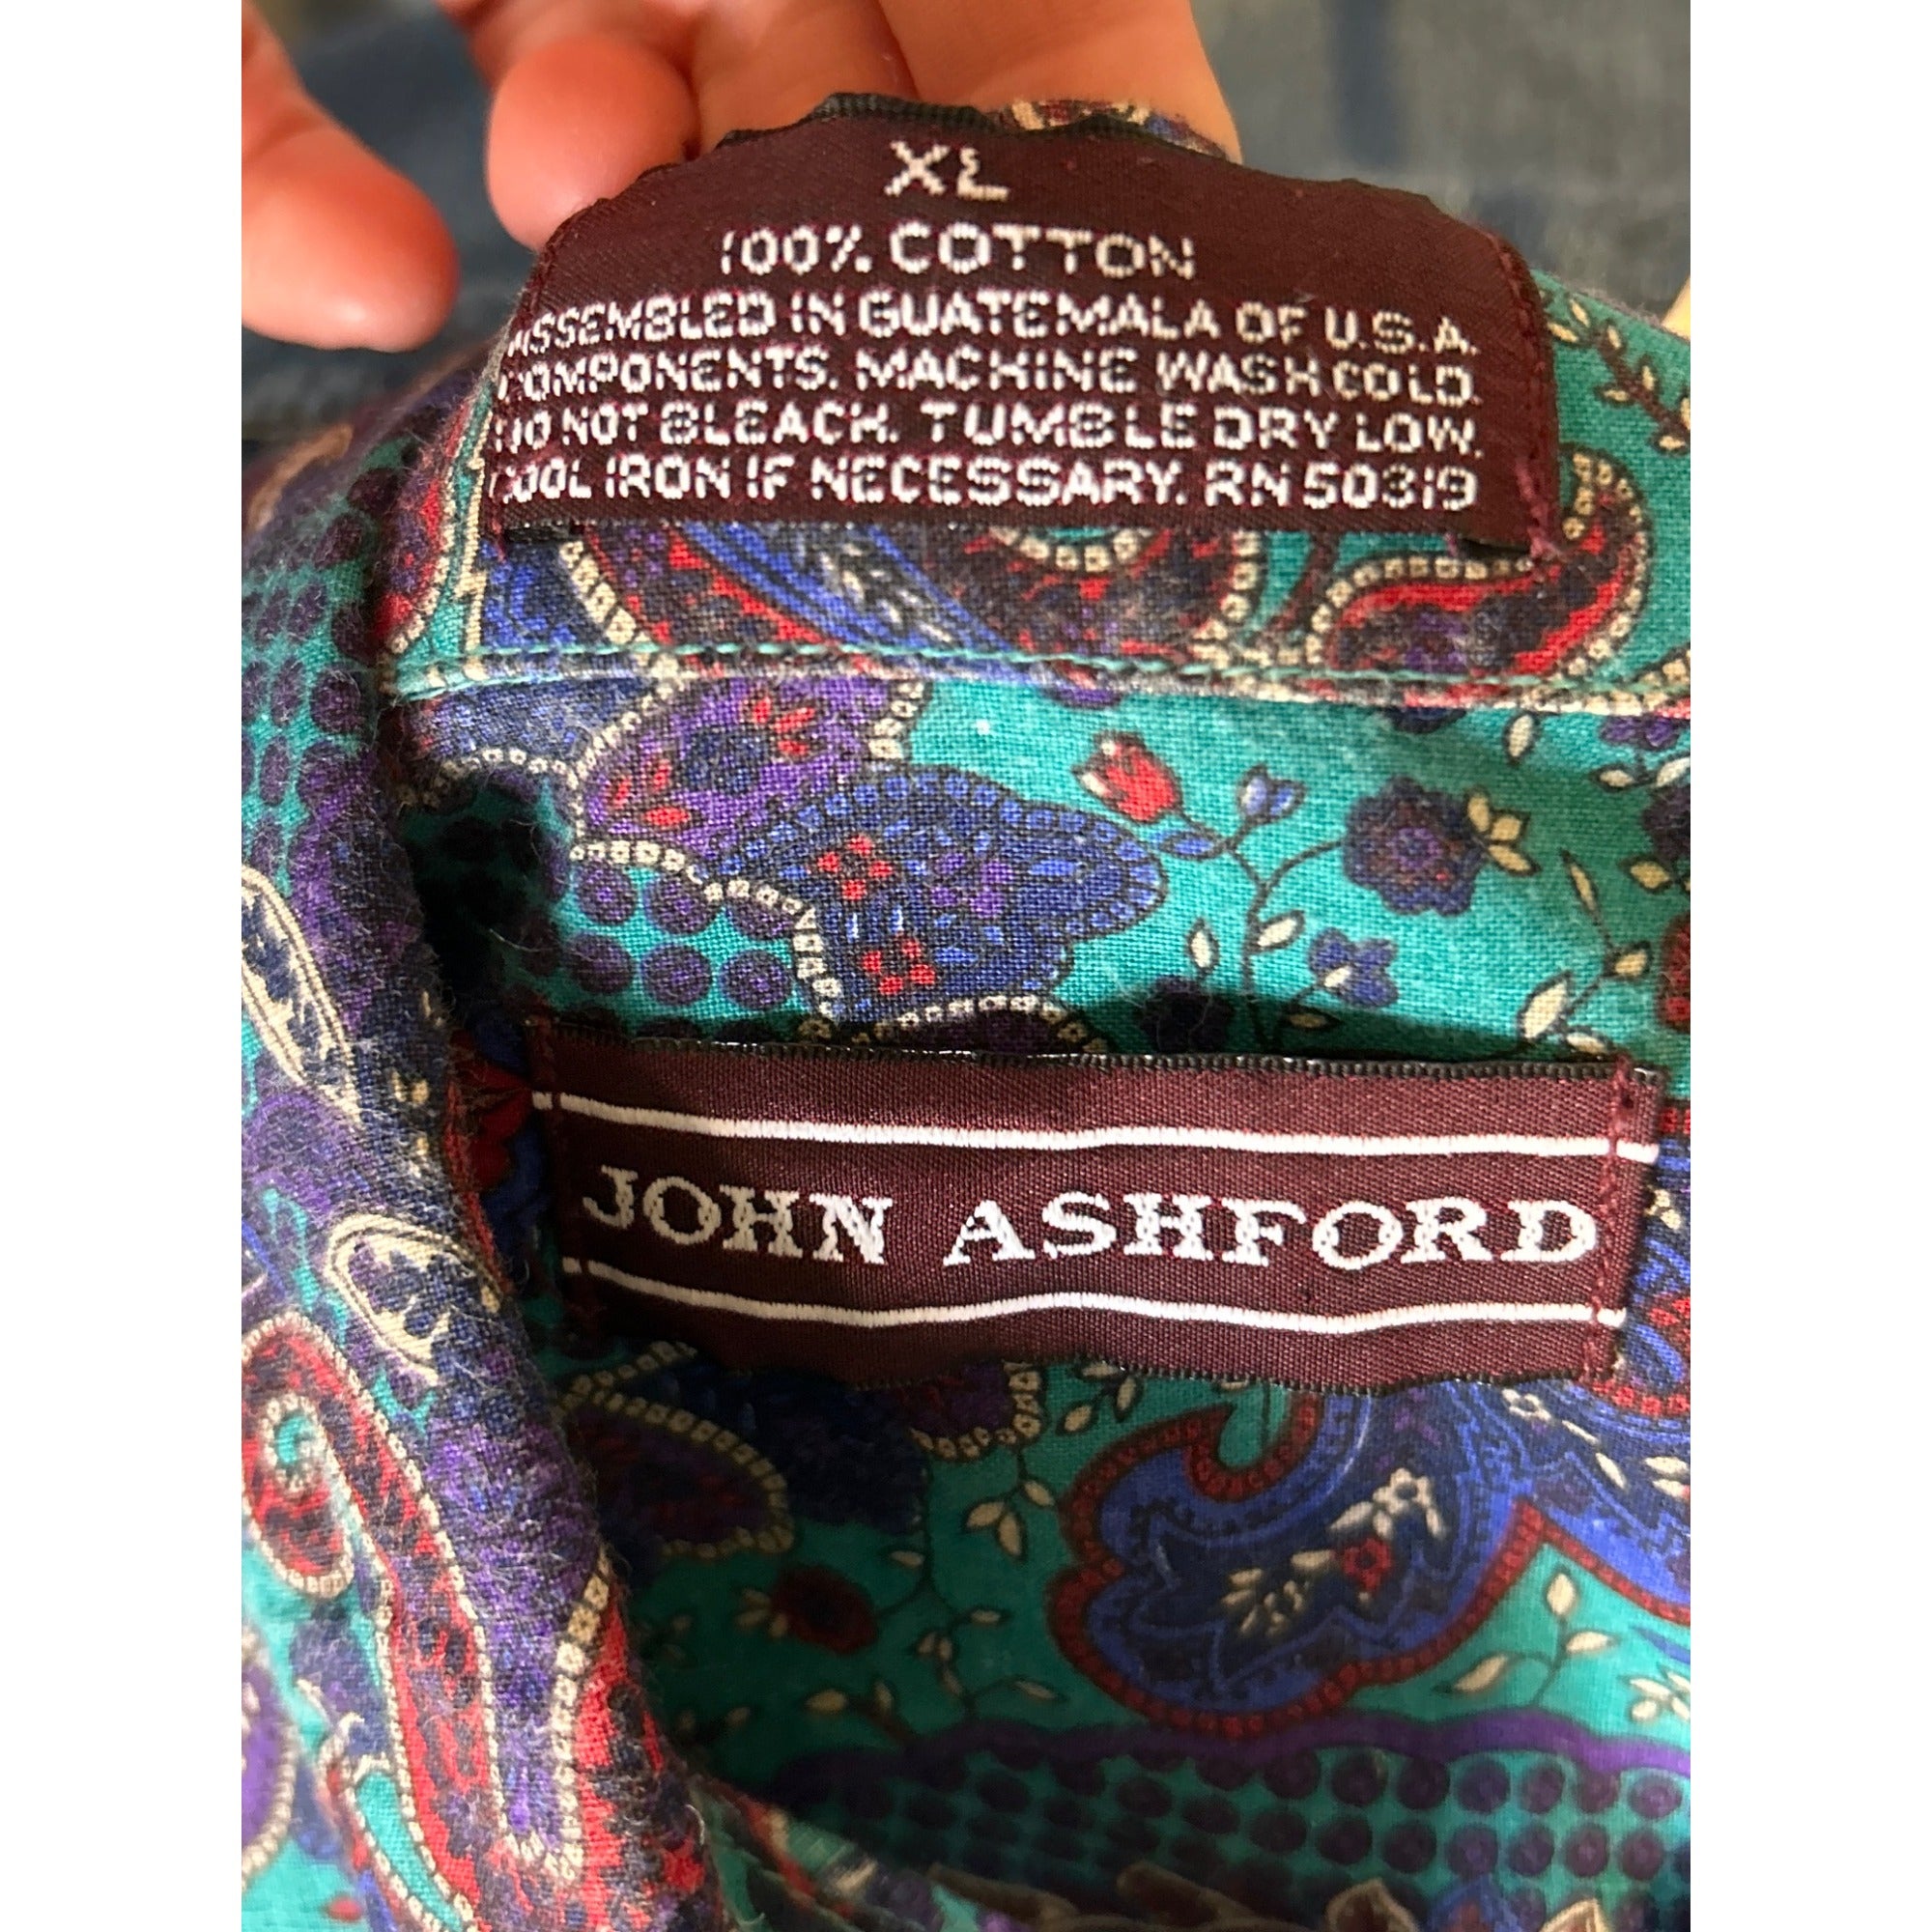 XL
100% COTTON
ASSEMBLED IN GUATEMALA OF U.S.A.
COMPONENTS. MACHINE WASH COLD.
DO NOT BLEACH. TUMBLE DRY LOW.
COOL IRON IF NECESSARY. RN 50319
JOHN ASHFORD